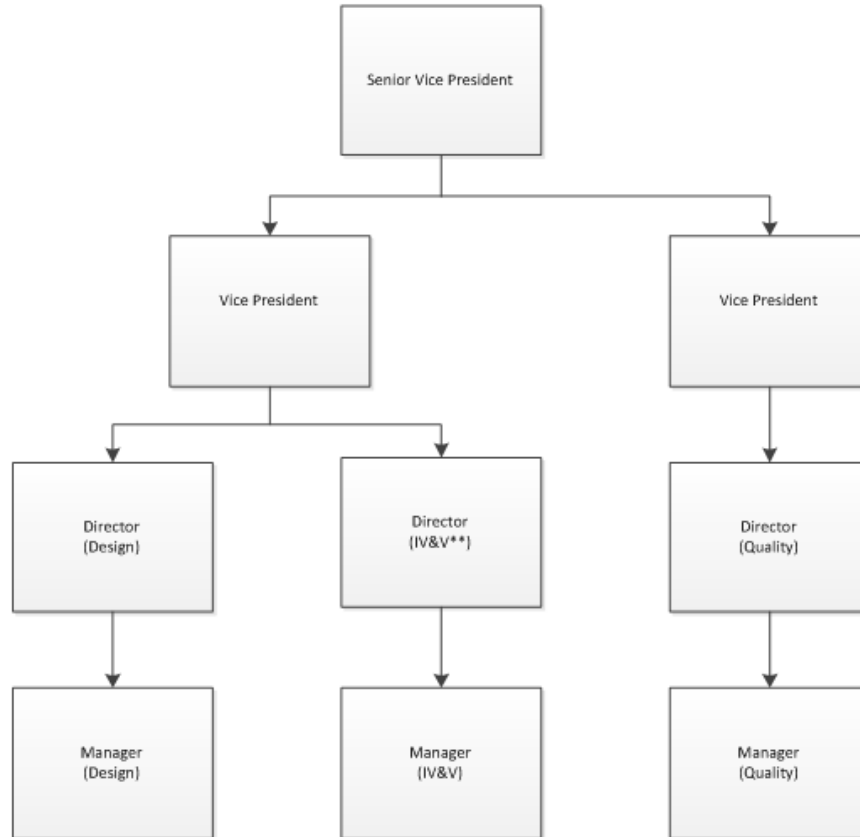 Senior Vice President
Vice President
Vice President
Director
(Design)
Director
(IV&V**)
Director
(Quality)
Manager
(Design)
Manager
(IV&V)
Manager
(Quality)